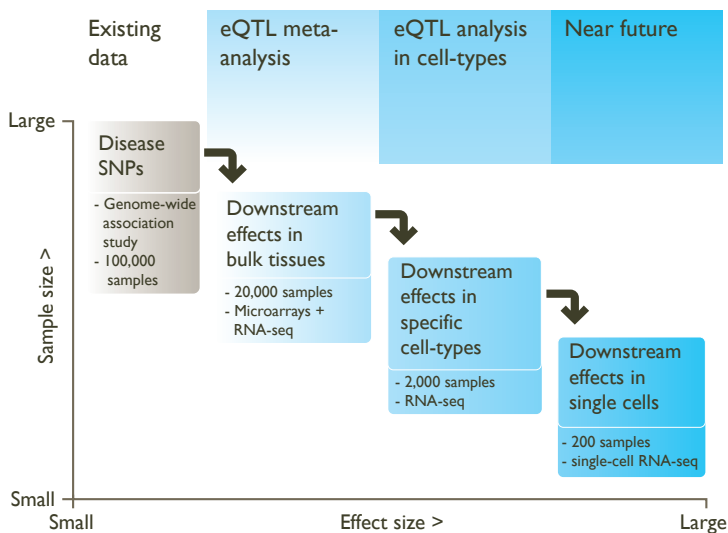 Existing
data
eQTL meta-
analysis
eQTL analysis
in cell-types
Near future
Large
Disease
SNPs
- Genome-wide
association
study
- 100,000
samples
Downstream
effects in
bulk tissues
- 20,000 samples
- Microarrays +
RNA-seq
Downstream
effects in
specific
cell-types
- 2,000 samples
- RNA-seq
Downstream
effects in
single cells
- 200 samples
- single-cell RNA-seq
Sample size >
Small
Small
Effect size >
Large